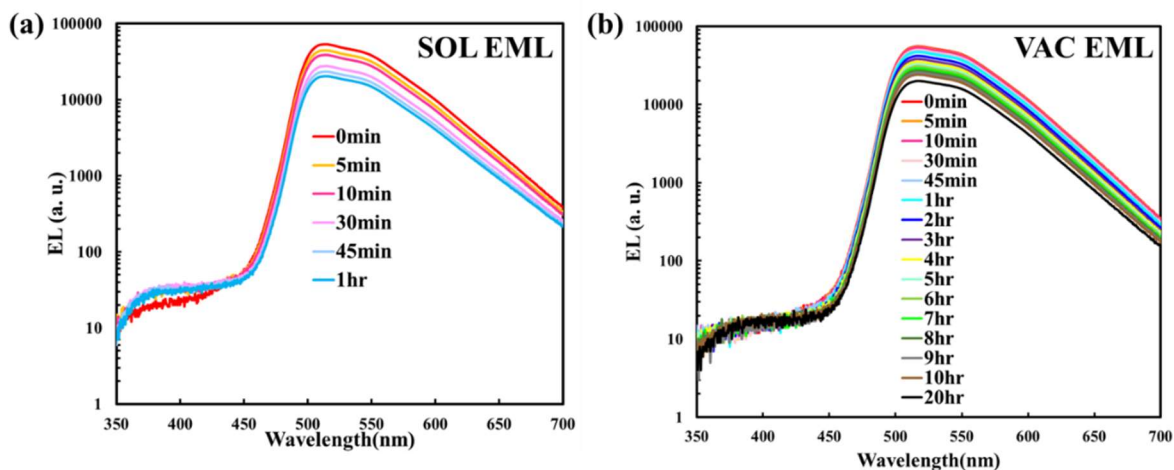 (a)
SOL EML
EL (a. u.)
100000
10000
1000
100
10
1
0min
5min
10min
30min
45min
1hr
350 400 450 500 550 600 650 700
Wavelength(nm)
(b)
VAC EML
EL (a. u.)
100000
10000
1000
100
10
1
0min
5min
10min
30min
45min
1hr
2hr
3hr
4hr
5hr
6hr
7hr
8hr
9hr
10hr
20hr
350 400 450 500 550 600 650 700
Wavelength(nm)